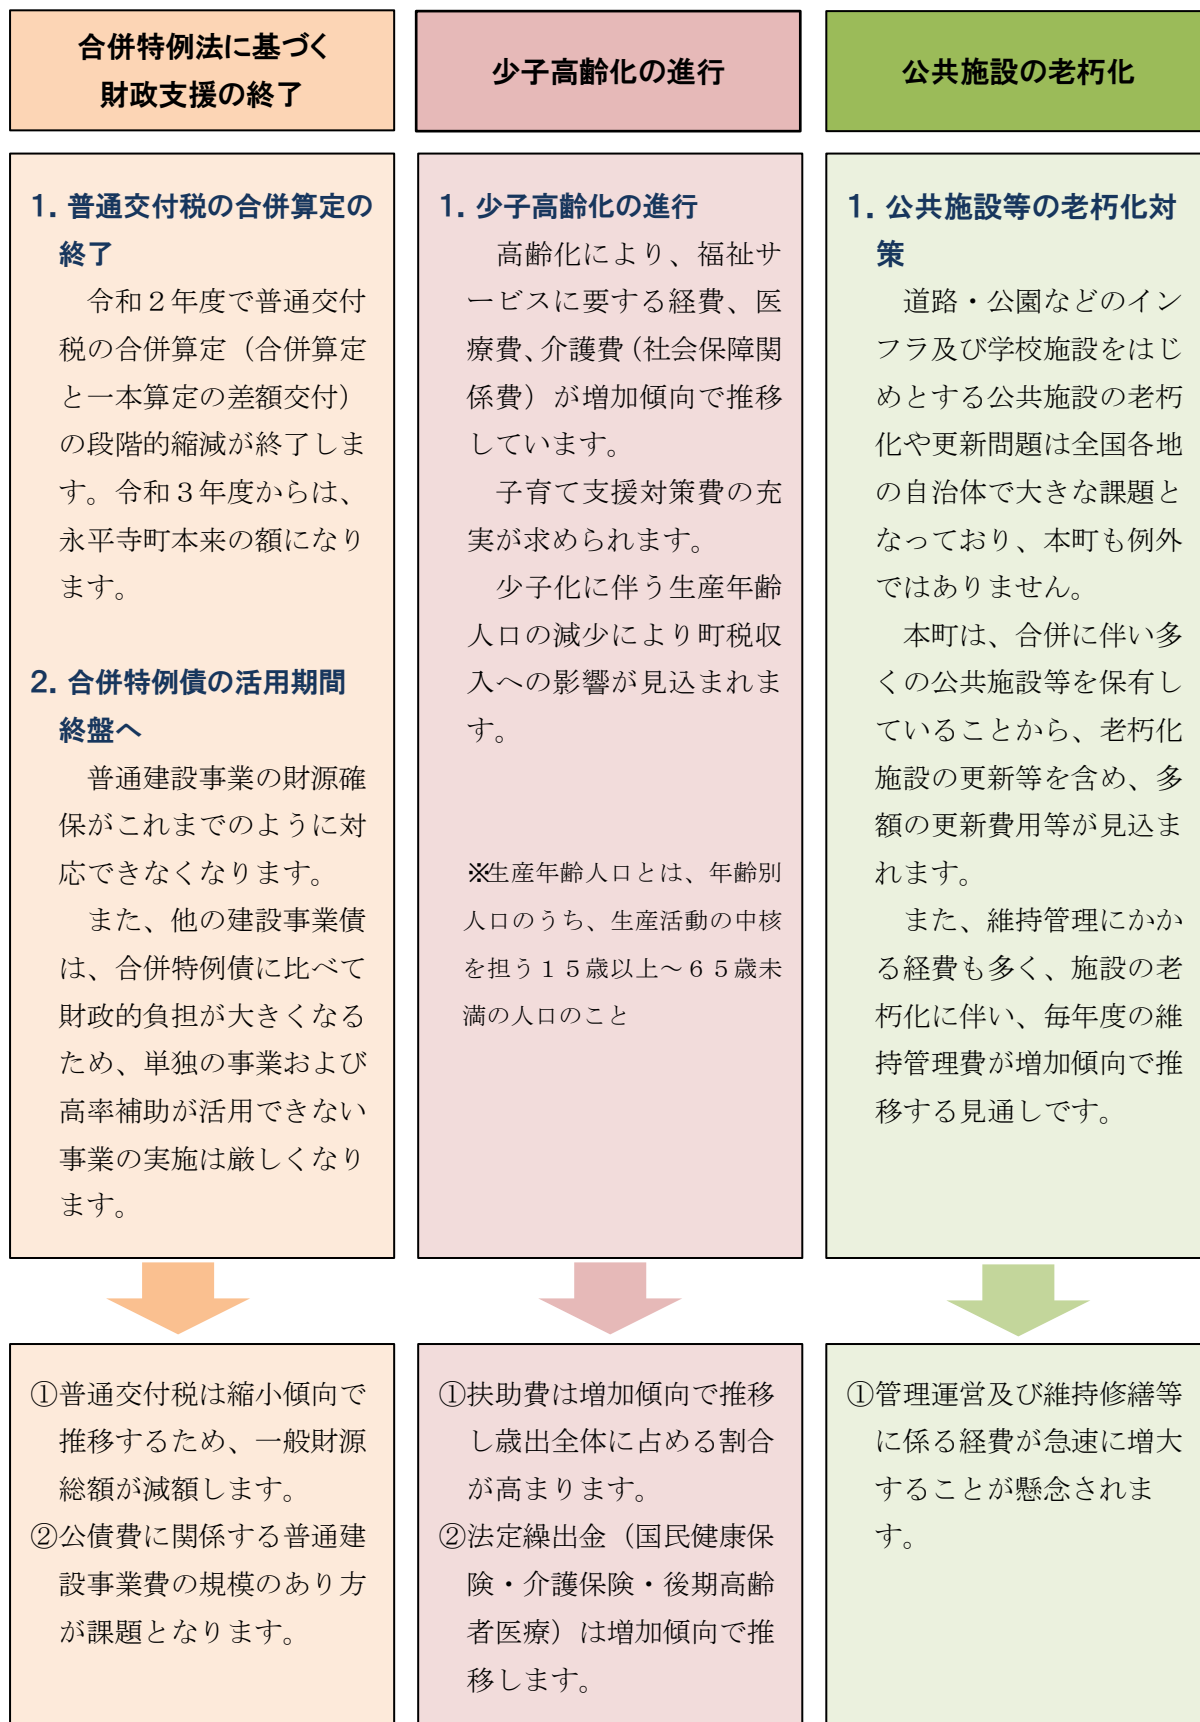 合併特例法に基づく
財政支援の終了
1. 普通交付税の合併算定の
終了
令和２年度で普通交付
税の合併算定（合併算定
と一本算定の差額交付）
の段階的縮減が終了しま
す。令和３年度からは、
永平寺町本来の額になり
ます。
2. 合併特例債の活用期間
終盤へ
普通建設事業の財源確
保がこれまでのように対
応できなくなります。
また、他の建設事業債
は、合併特例債に比べて
財政的負担が大きくなる
ため、単独の事業および
高率補助が活用できない
事業の実施は厳しくなり
ます。
①普通交付税は縮小傾向で
推移するため、一般財源
総額が減額します。
②公債費に関係する普通建
設事業費の規模のあり方
が課題となります。
少子高齢化の進行
1. 少子高齢化の進行
高齢化により、福祉サ
ービスに要する経費、医
療費、介護費（社会保障関
係費）が増加傾向で推移
しています。
子育て支援対策費の充
実が求められます。
少子化に伴う生産年齢
人口の減少により町税収
入への影響が見込まれま
す。
※生産年齢人口とは、年齢別
人口のうち、生産活動の中核
を担う１５歳以上～６５歳未
満の人口のこと
①扶助費は増加傾向で推移
し歳出全体に占める割合
が高まります。
②法定繰出金（国民健康保
険・介護保険・後期高齢
者医療）は増加傾向で推
移します。
公共施設の老朽化
1. 公共施設等の老朽化対
策
道路・公園などのイン
フラ及び学校施設をはじ
めとする公共施設の老朽
化や更新問題は全国各地
の自治体で大きな課題と
なっており、本町も例外
ではありません。
本町は、合併に伴い多
くの公共施設等を保有し
ていることから、老朽化
施設の更新等を含め、多
額の更新費用等が見込ま
れます。
また、維持管理にかか
る経費も多く、施設の老
朽化に伴い、毎年度の維
持管理費が増加傾向で推
移する見通しです。
①管理運営及び維持修繕等
に係る経費が急速に増大
することが懸念されま
す。